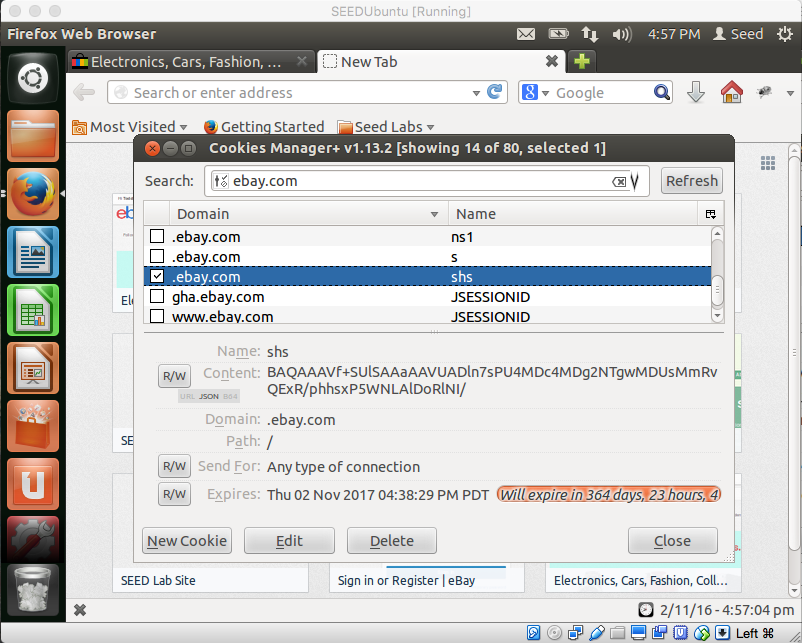 SEEDUbuntu [Running]
Firefox Web Browser
4:57 PM
Seed
Electronics, Cars, Fashion, ...
New Tab
Search or enter address
Google
Most Visited
Getting Started
Seed Labs
Cookies Manager+ v1.13.2 [showing 14 of 80, selected 1]
Search:
ebay.com
Refresh
Domain
Name
.ebay.com ns1
.ebay.com s
.ebay.com shs
gha.ebay.com JSESSIONID
www.ebay.com JSESSIONID
Name: shs
R/W Content: BAQAAAVf+SUlSAAaAAVUADln7sPU4MDc4MDg2NTgwMDUsMmRv
QExR/phhsxP5WNLAlDoRlNI/
URL JSON B64
Domain: .ebay.com
Path: /
R/W Send For: Any type of connection
R/W Expires: Thu 02 Nov 2017 04:38:29 PM PDT Will expire in 364 days, 23 hours, 4
New Cookie
Edit
Delete
Close
SEED Lab Site
Sign in or Register | eBay
Electronics, Cars, Fashion, Coll...
2/11/16 - 4:57:04 pm
Left ⌘